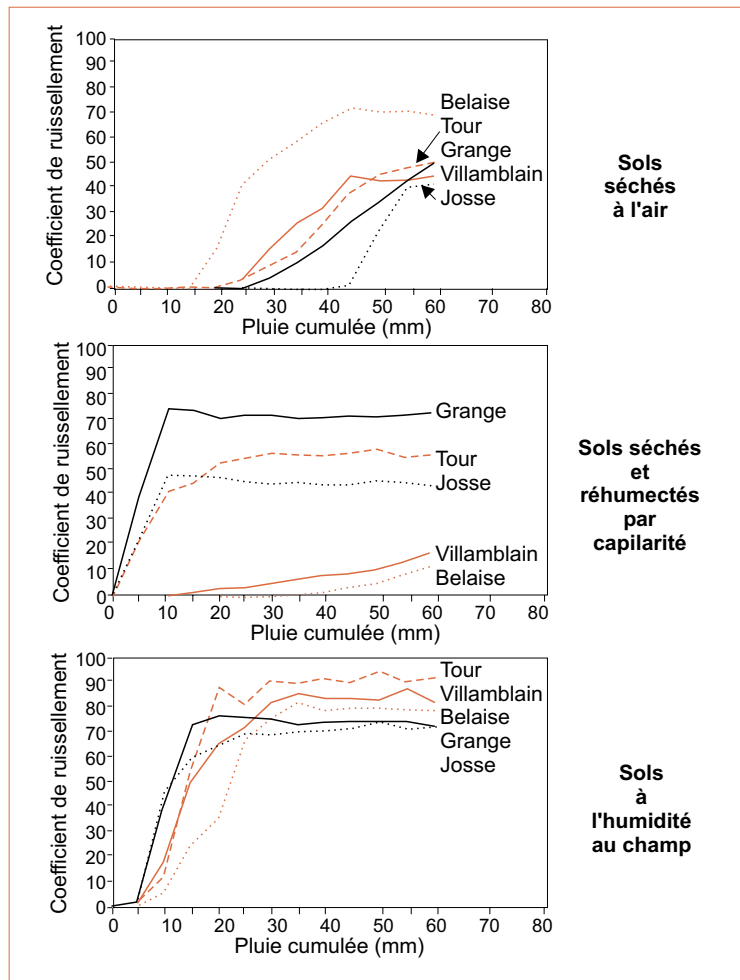 100
90
80
70
60
50
40
30
20
10
0
Coefficient de ruissellement
0 10 20 30 40 50 60 70 80
Pluie cumulée (mm)
Belaise
Tour
Grange
Villamblain
Josse
Sols
séchés
à l'air
100
90
80
70
60
50
40
30
20
10
0
Coefficient de ruissellement
0 10 20 30 40 50 60 70 80
Pluie cumulée (mm)
Grange
Tour
Josse
Villamblain
Belaise
Sols séchés
et
réhumectés
par
capilarité
100
90
80
70
60
50
40
30
20
10
0
Coefficient de ruissellement
0 10 20 30 40 50 60 70 80
Pluie cumulée (mm)
Tour
Villamblain
Belaise
Grange
Josse
Sols
à
l'humidité
au champ